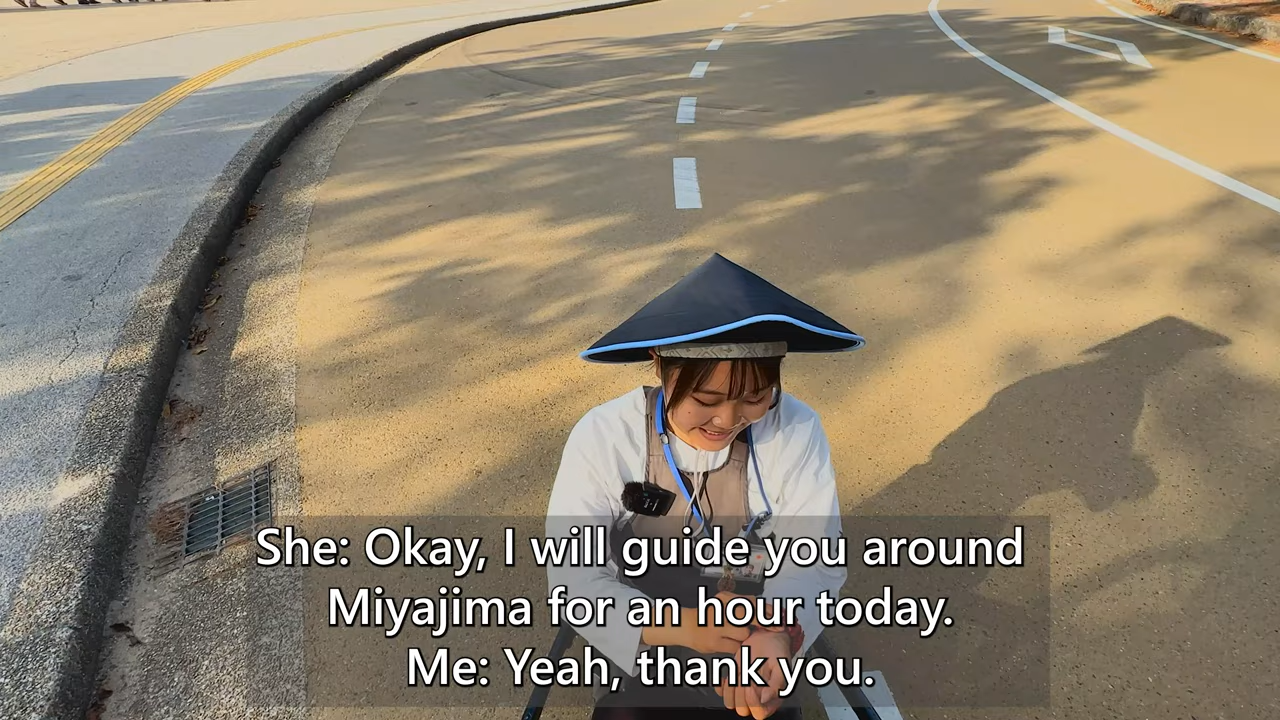 She: Okay, I will guide you around
Miyajima for an hour today.
Me: Yeah, thank you.